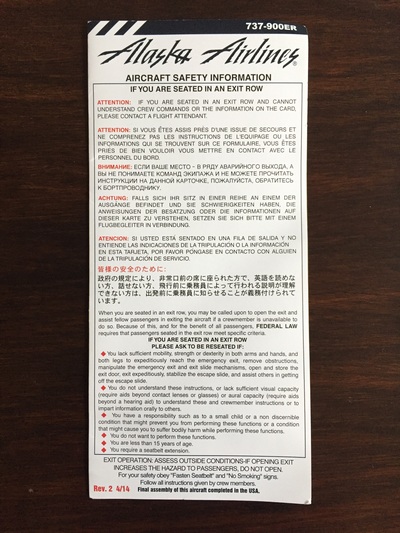 737-900ER
Alaska Airlines®
AIRCRAFT SAFETY INFORMATION
IF YOU ARE SEATED IN AN EXIT ROW
ATTENTION: IF YOU ARE SEATED IN AN EXIT ROW AND CANNOT
UNDERSTAND CREW COMMANDS OR THE INFORMATION ON THE CARD,
PLEASE CONTACT A FLIGHT ATTENDANT.
ATTENTION: SI VOUS ÊTES ASSIS PRÈS D'UNE ISSUE DE SECOURS ET
NE COMPRENEZ PAS LES INSTRUCTIONS DE L'EQUIPAGE OU LES
INFORMATIONS QUI SE TROUVENT SUR CE FORMULAIRE, VOUS ÊTES
PRIÉS DE BIEN VOULOIR VOUS METTRE EN CONTACT AVEC LE
PERSONNEL DU BORD.
ВНИМАНИЕ: ЕСЛИ ВАШЕ МЕСТО - В РЯДУ АВАРИЙНОГО ВЫХОДА, А
ВЫ НЕ ПОНИМАЕТЕ КОМАНД ЭКИПАЖА И НЕ МОЖЕТЕ ПРОЧИТАТЬ
ИНСТРУКЦИИ НА ДАННОЙ КАРТОЧКЕ, ПОЖАЛУЙСТА, ОБРАТИТЕСЬ
К БОРТПРОВОДНИКУ.
ACHTUNG: FALLS SICH IHR SITZ IN EINER REIHE AN EINEM DER
AUSGÄNGE BEFINDET UND SIE SCHWIERIGKEITEN HABEN, DIE
ANWEISUNGEN DER BESATZUNG ODER DIE INFORMATIONEN AUF
DIESER KARTE ZU VERSTEHEN, SETZEN SIE SICH BITTE MIT EINEM
FLUGBEGLEITER IN VERBINDUNG.
ATENCION: SI USTED ESTA SENTADO EN UNA FILA DE SALIDA Y NO
ENTIENDE LAS INDICACIONES DE LA TRIPULACIÓN O LA INFORMACIÓN
EN ESTA TARJETA, POR FAVOR PÓNGASE EN CONTACTO CON ALGUIEN
DE LA TRIPULACIÓN DE SERVICIO.
皆様の安全のために:
政府の規定により、非常口前の席に座られた方で、英語を読めな
い方、話せない方、飛行前に乗務員によって行われる説明が理解
できない方は、出発前に乗務員に知らせることが義務付けられて
います。
When you are seated in an exit row, you may be called upon to open the exit and
assist fellow passengers in exiting the aircraft if a crewmember is unavailable to
do so. Because of this, and for the benefit of all passengers, FEDERAL LAW
requires that passengers seated in the exit row meet specific criteria.
IF YOU ARE SEATED IN AN EXIT ROW
PLEASE ASK TO BE RESEATED IF:
◆ You lack sufficient mobility, strength or dexterity in both arms and hands, and
both legs to expeditiously reach the emergency exit, remove obstructions,
manipulate the emergency exit and exit slide mechanisms, open and store the
exit door, exit expeditiously, stabilize the escape slide, and assist others in getting
off the escape slide.
◆ You do not understand these instructions, or lack sufficient visual capacity
(require aids beyond contact lenses or glasses) or aural capacity (require aids
beyond a hearing aid) to understand these and crewmember instructions or to
impart information orally to others.
◆ You have a responsibility such as to a small child or a non discernible
condition that might prevent you from performing these functions or a condition
that might cause you to suffer bodily harm while performing these functions.
◆ You do not want to perform these functions.
◆ You are less than 15 years of age.
◆ You require a seatbelt extension.
EXIT OPERATION: ASSESS OUTSIDE CONDITIONS-IF OPENING EXIT
INCREASES THE HAZARD TO PASSENGERS, DO NOT OPEN.
For your safety obey "Fasten Seatbelt" and "No Smoking" signs.
Follow all instructions given by crew members.
Rev. 2 4/14 Final assembly of this aircraft completed in the USA.